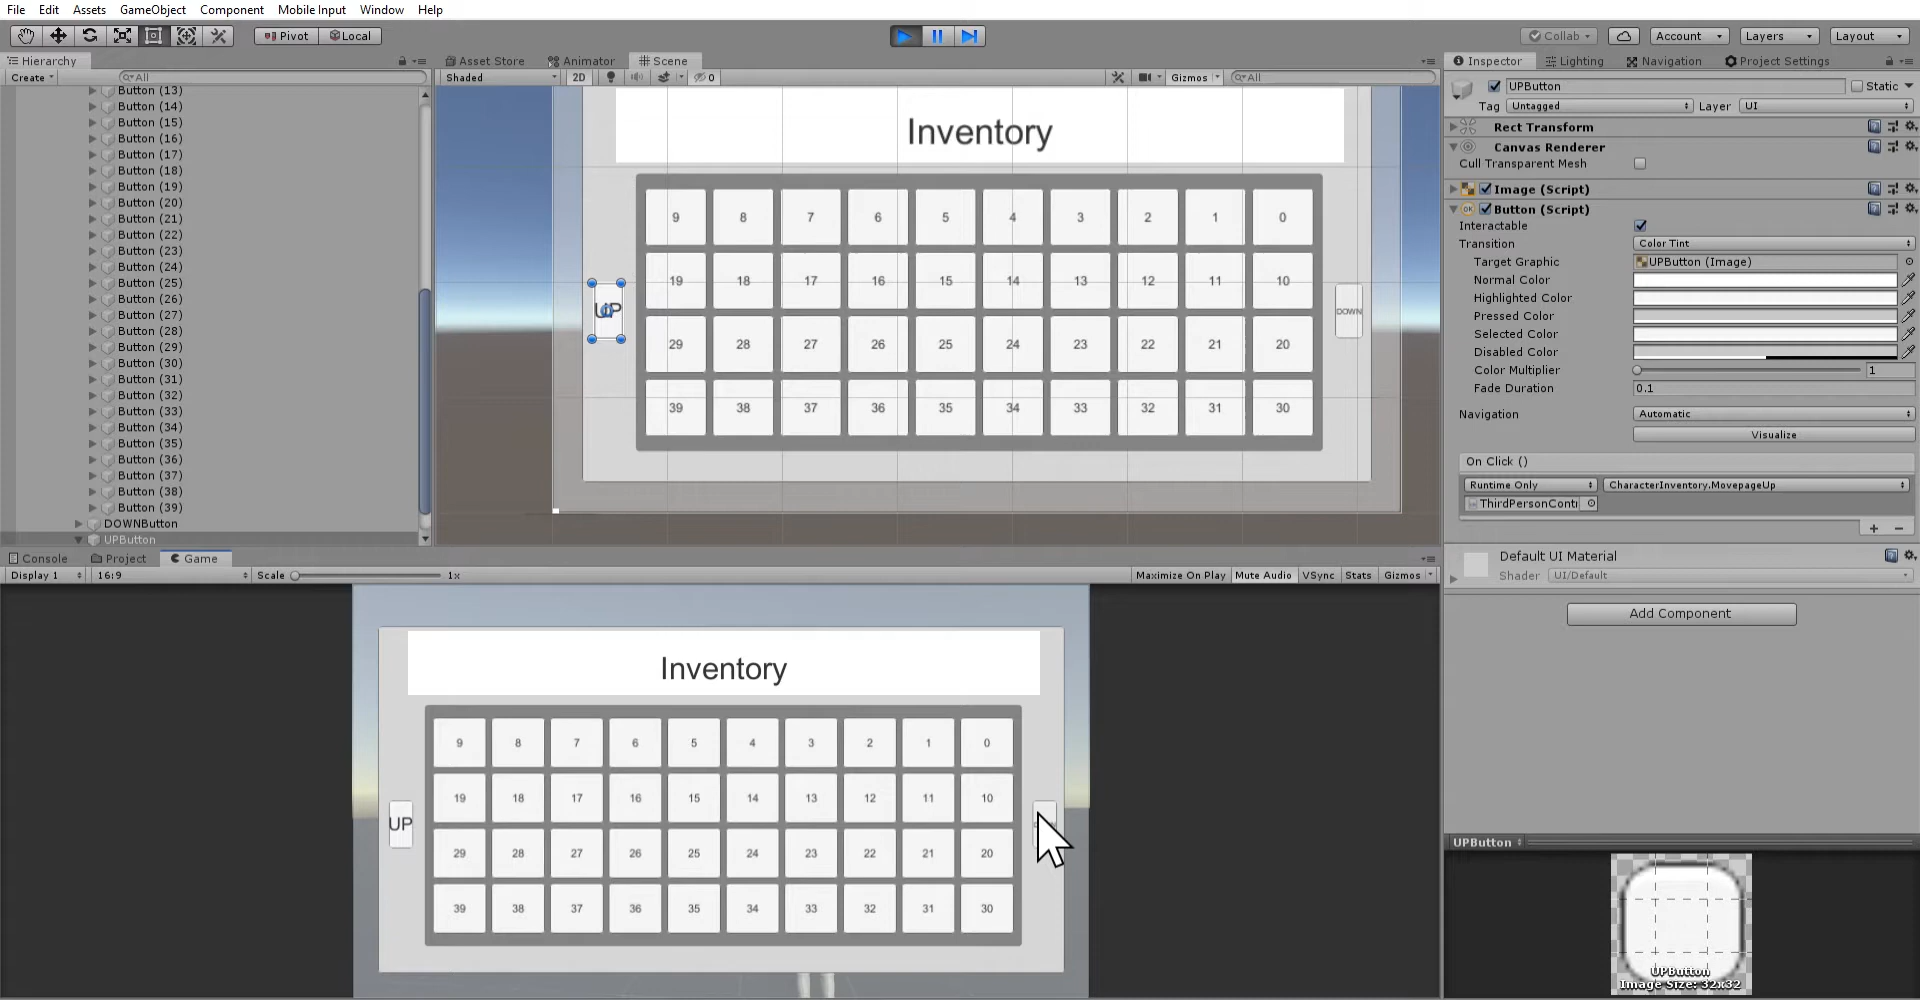 File Edit Assets GameObject Component Mobile Input Window Help
Pivot Local
Collab Account Layers Layout
Hierarchy
Create All
Button (13)
Button (14)
Button (15)
Button (16)
Button (17)
Button (18)
Button (19)
Button (20)
Button (21)
Button (22)
Button (23)
Button (24)
Button (25)
Button (26)
Button (27)
Button (28)
Button (29)
Button (30)
Button (31)
Button (32)
Button (33)
Button (34)
Button (35)
Button (36)
Button (37)
Button (38)
Button (39)
DOWNButton
UPButton
Asset Store Animator Scene
Shaded 2D 0 Gizmos All
Inventory
9 8 7 6 5 4 3 2 1 0
19 18 17 16 15 14 13 12 11 10
UP DOWN
29 28 27 26 25 24 23 22 21 20
39 38 37 36 35 34 33 32 31 30
Console Project Game
Display 1 16:9 Scale 1x Maximize On Play Mute Audio VSync Stats Gizmos
Inventory
9 8 7 6 5 4 3 2 1 0
19 18 17 16 15 14 13 12 11 10
UP
29 28 27 26 25 24 23 22 21 20
39 38 37 36 35 34 33 32 31 30
Inspector Lighting Navigation Project Settings
UPButton Static
Tag Untagged Layer UI
Rect Transform
Canvas Renderer
Cull Transparent Mesh
Image (Script)
Button (Script)
Interactable
Transition Color Tint
Target Graphic UPButton (Image)
Normal Color
Highlighted Color
Pressed Color
Selected Color
Disabled Color
Color Multiplier 1
Fade Duration 0.1
Navigation Automatic
Visualize
On Click ()
Runtime Only CharacterInventory.MovepageUp
ThirdPersonContr
+ −
Default UI Material
Shader UI/Default
Add Component
UPButton
UPButton
Image Size: 32x32